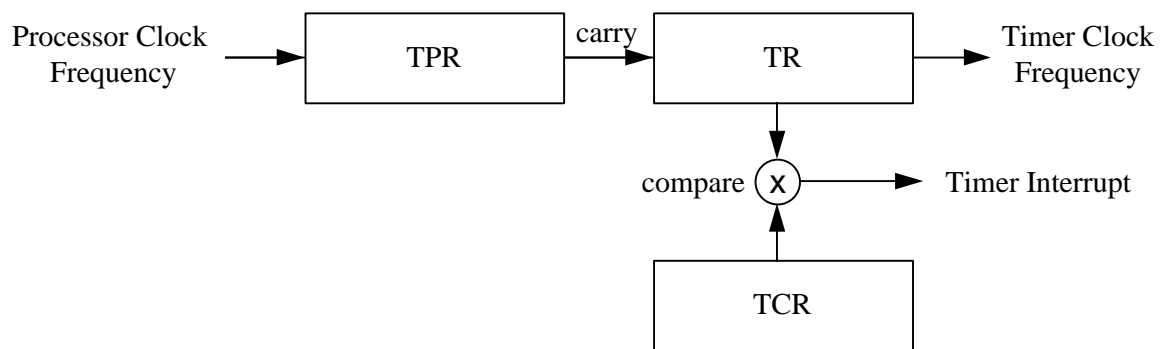 Processor Clock
Frequency
TPR
carry
TR
Timer Clock
Frequency
compare
X
Timer Interrupt
TCR